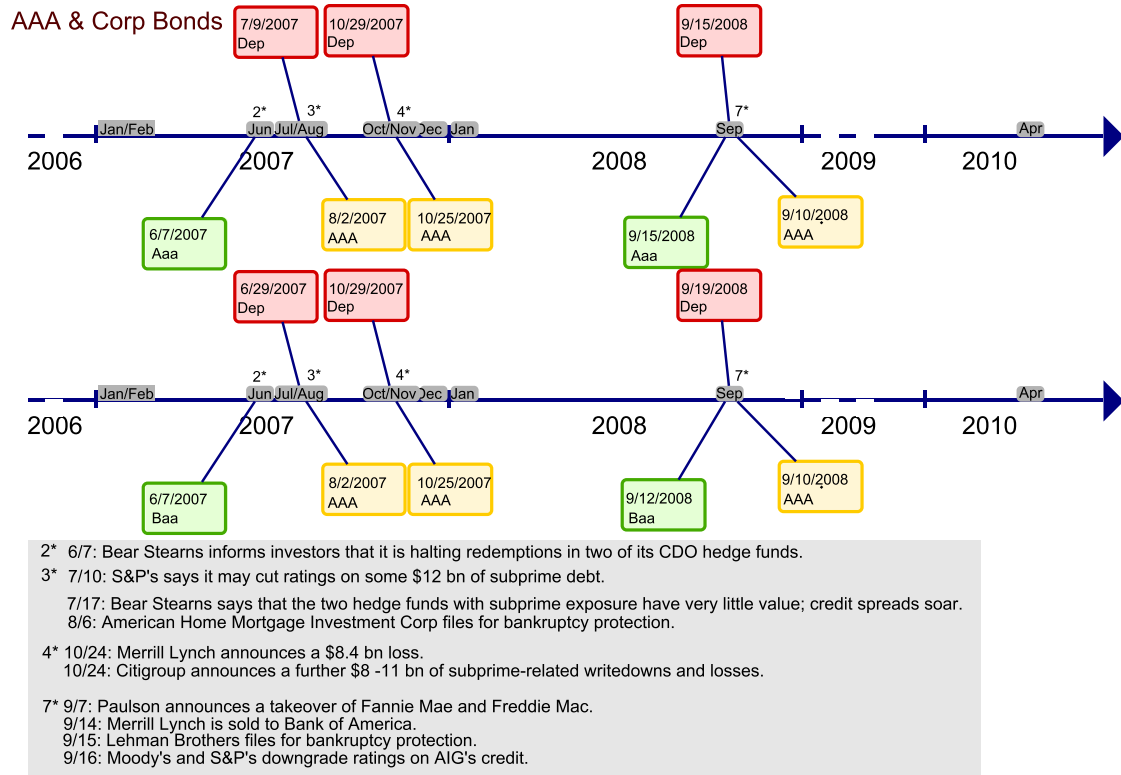 AAA & Corp Bonds
7/9/2007
Dep
10/29/2007
Dep
9/15/2008
Dep
2*
3*
4*
7*
Jan/Feb
Jun
Jul/Aug
Oct/Nov
Dec
Jan
Sep
Apr
2006
2007
2008
2009
2010
6/7/2007
Aaa
8/2/2007
AAA
10/25/2007
AAA
9/15/2008
Aaa
9/10/2008
AAA
6/29/2007
Dep
10/29/2007
Dep
9/19/2008
Dep
2*
3*
4*
7*
Jan/Feb
Jun
Jul/Aug
Oct/Nov
Dec
Jan
Sep
Apr
2006
2007
2008
2009
2010
6/7/2007
Baa
8/2/2007
AAA
10/25/2007
AAA
9/12/2008
Baa
9/10/2008
AAA
2* 6/7: Bear Stearns informs investors that it is halting redemptions in two of its CDO hedge funds.
3* 7/10: S&P's says it may cut ratings on some $12 bn of subprime debt.
7/17: Bear Stearns says that the two hedge funds with subprime exposure have very little value; credit spreads soar.
8/6: American Home Mortgage Investment Corp files for bankruptcy protection.
4* 10/24: Merrill Lynch announces a $8.4 bn loss.
10/24: Citigroup announces a further $8 -11 bn of subprime-related writedowns and losses.
7* 9/7: Paulson announces a takeover of Fannie Mae and Freddie Mac.
9/14: Merrill Lynch is sold to Bank of America.
9/15: Lehman Brothers files for bankruptcy protection.
9/16: Moody's and S&P's downgrade ratings on AIG's credit.